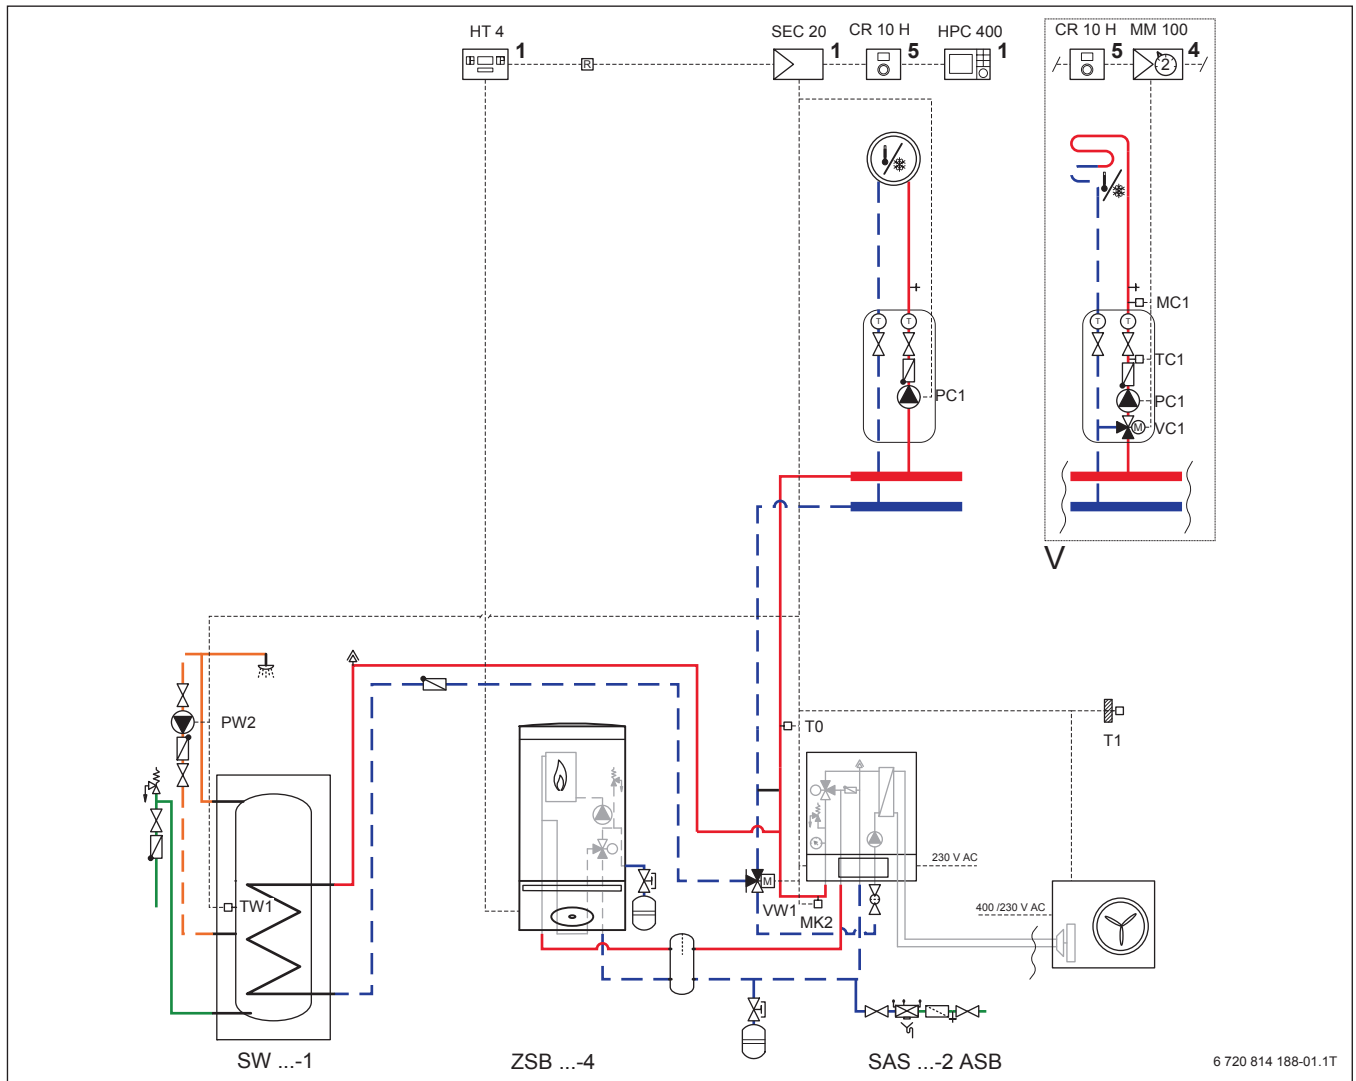 HT 4
SEC 20
CR 10 H
HPC 400
CR 10 H
MM 100
1
R
1
5
1
5
2
4
T
T
T
T
MC1
TC1
PC1
PC1
M
VC1
V
PW2
T0
T1
230 V AC
TW1
M
VW1
MK2
400 /230 V AC
SW ...-1
ZSB ...-4
SAS ...-2 ASB
6 720 814 188-01.1T